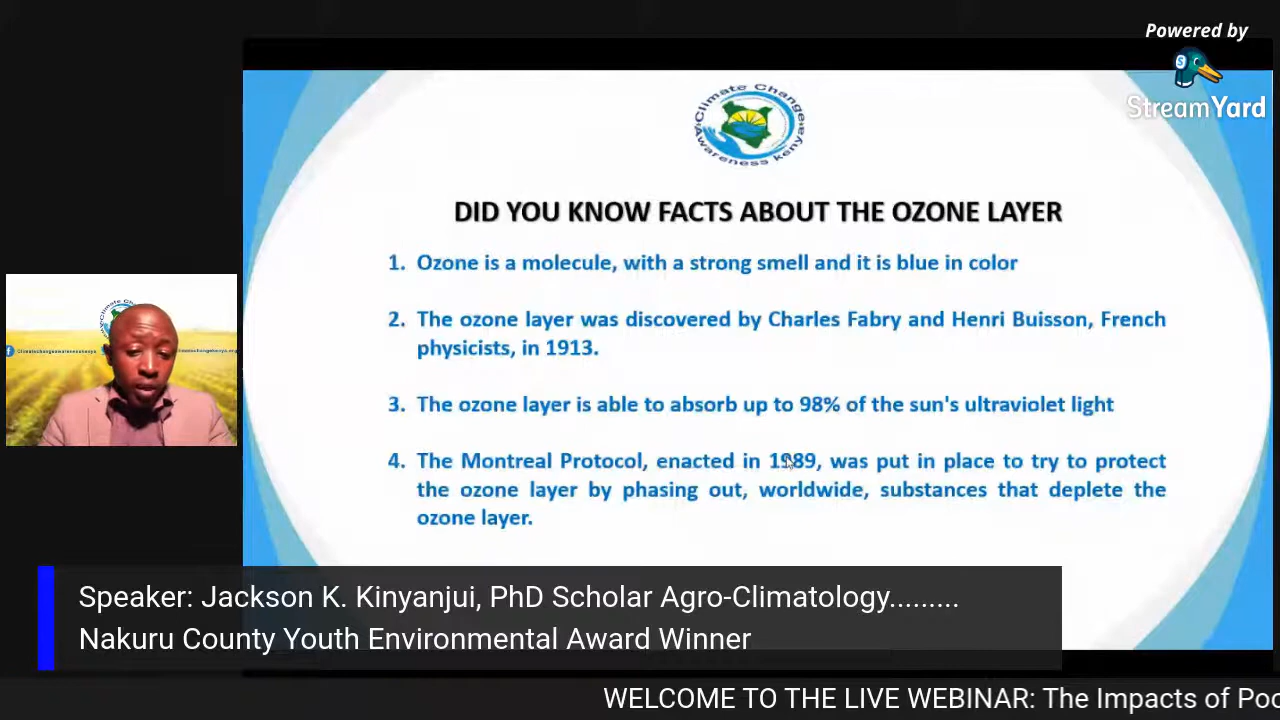 Powered by
StreamYard
Climate Change
Awareness kenya
DID YOU KNOW FACTS ABOUT THE OZONE LAYER
1. Ozone is a molecule, with a strong smell and it is blue in color
2. The ozone layer was discovered by Charles Fabry and Henri Buisson, French
physicists, in 1913.
3. The ozone layer is able to absorb up to 98% of the sun's ultraviolet light
4. The Montreal Protocol, enacted in 1989, was put in place to try to protect
the ozone layer by phasing out, worldwide, substances that deplete the
ozone layer.
Speaker: Jackson K. Kinyanjui, PhD Scholar Agro-Climatology.........
Nakuru County Youth Environmental Award Winner
WELCOME TO THE LIVE WEBINAR: The Impacts of